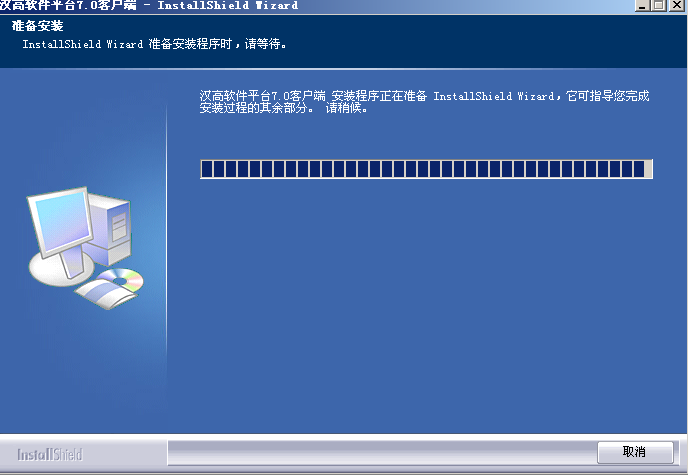 汉高软件平台7.0客户端 - InstallShield Wizard
准备安装
InstallShield Wizard 准备安装程序时，请等待。
汉高软件平台7.0客户端 安装程序正在准备 InstallShield Wizard，它可指导您完成
安装过程的其余部分。 请稍候。
InstallShield
取消